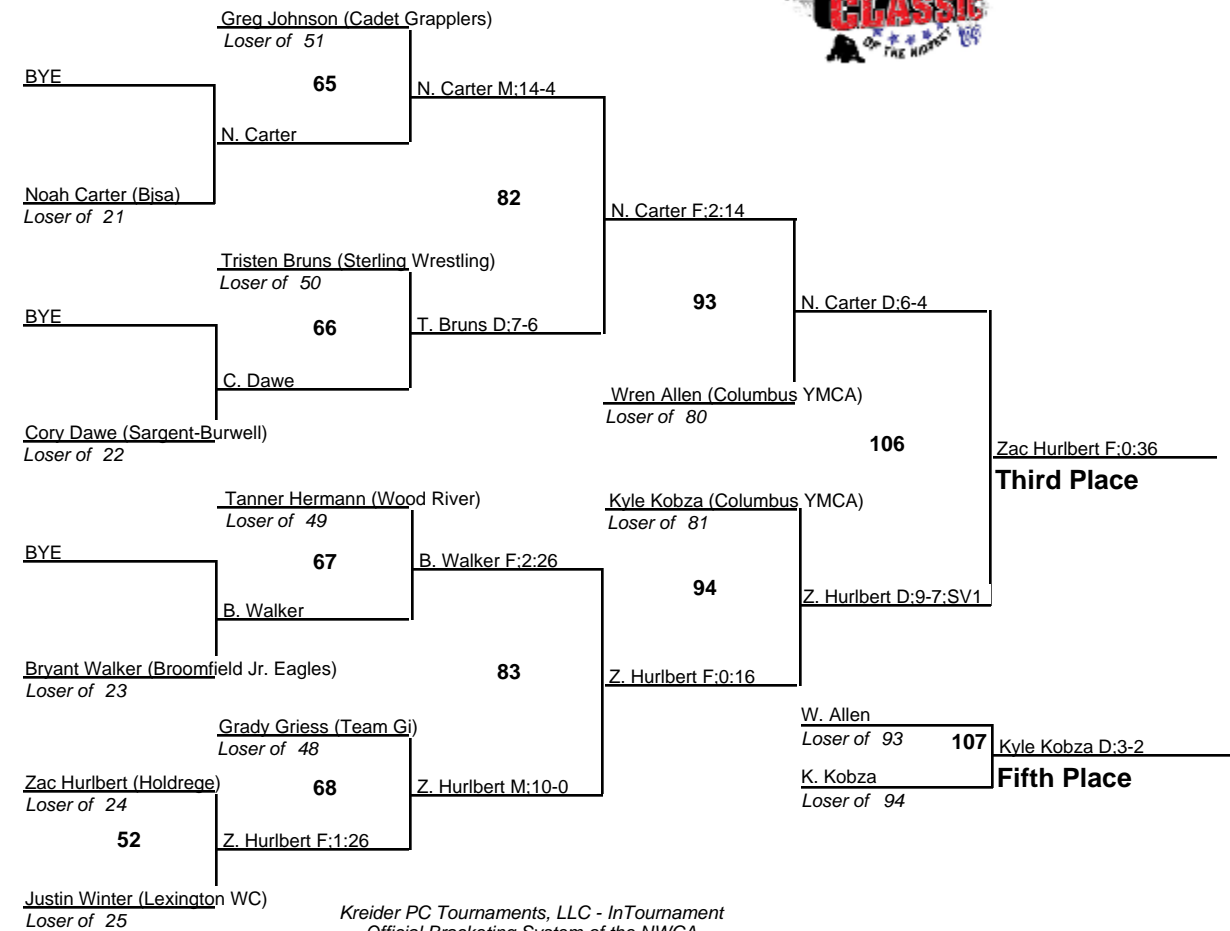 CLASSIC
OF THE MIDWEST
Greg Johnson (Cadet Grapplers)
Loser of 51
BYE
65
N. Carter M;14-4
N. Carter
Noah Carter (Bjsa)
Loser of 21
82
N. Carter F;2:14
Tristen Bruns (Sterling Wrestling)
Loser of 50
BYE
66
T. Bruns D;7-6
93
N. Carter D;6-4
C. Dawe
Wren Allen (Columbus YMCA)
Loser of 80
Cory Dawe (Sargent-Burwell)
Loser of 22
106
Zac Hurlbert F;0:36
Third Place
Tanner Hermann (Wood River)
Loser of 49
Kyle Kobza (Columbus YMCA)
Loser of 81
BYE
67
B. Walker F;2:26
94
B. Walker
Z. Hurlbert D;9-7;SV1
Bryant Walker (Broomfield Jr. Eagles)
Loser of 23
83
Z. Hurlbert F;0:16
Grady Griess (Team Gi)
Loser of 48
W. Allen
Loser of 93
107
Kyle Kobza D;3-2
Fifth Place
K. Kobza
Loser of 94
Zac Hurlbert (Holdrege)
Loser of 24
68
Z. Hurlbert M;10-0
52
Z. Hurlbert F;1:26
Justin Winter (Lexington WC)
Loser of 25
Kreider PC Tournaments, LLC - InTournament
Official Bracketing System of the NWCA